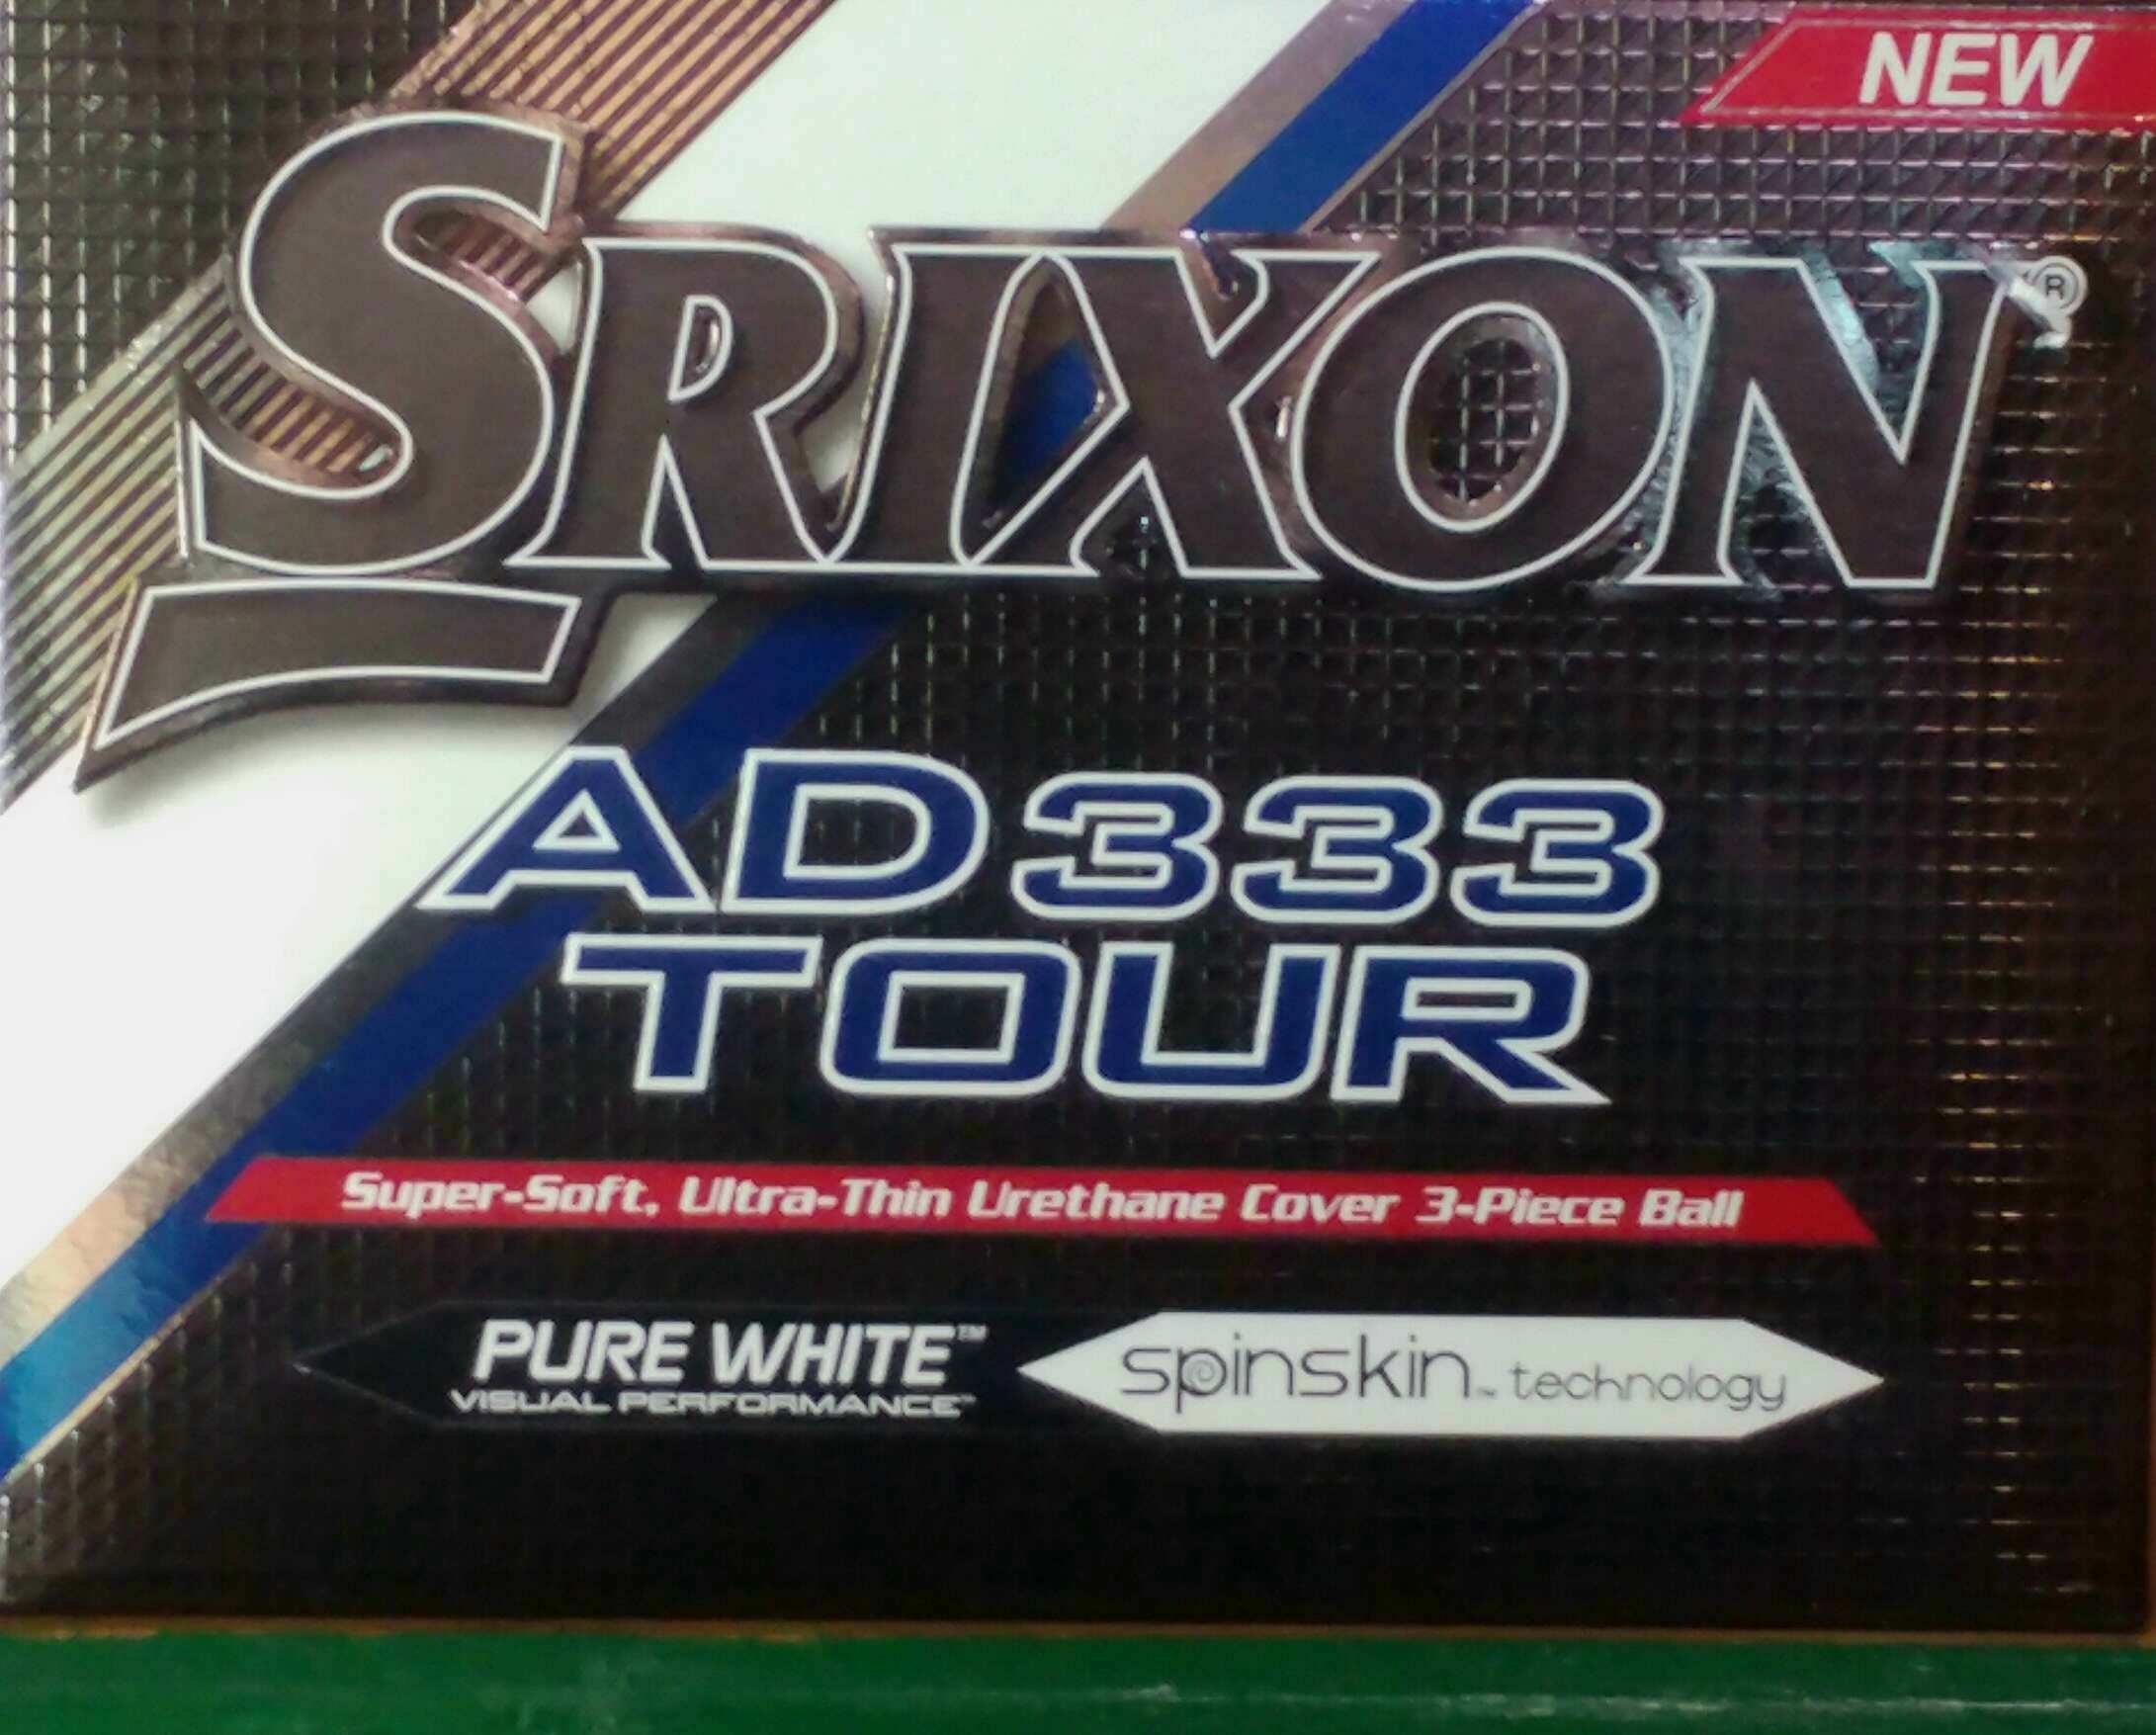 NEW
SRIXON®
AD333
TOUR
Super-Soft, Ultra-Thin Urethane Cover 3-Piece Ball
PURE WHITE™
VISUAL PERFORMANCE™
spinskin™ technology